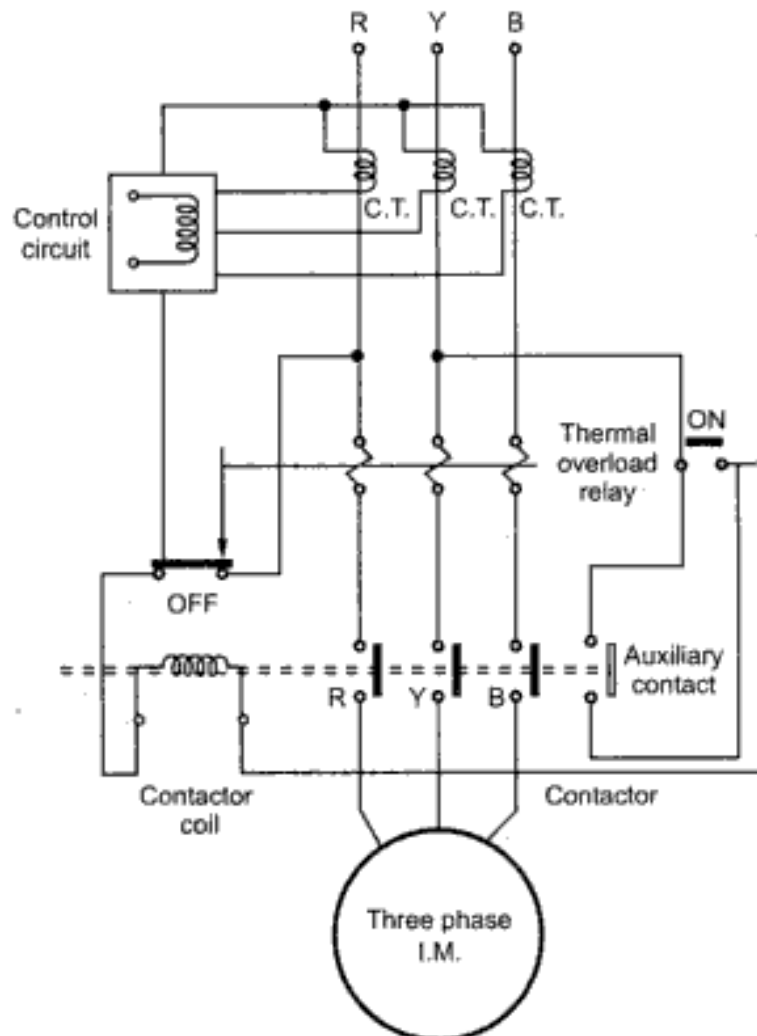 R Y B
C.T. C.T. C.T.
Control
circuit
ON
Thermal
overload
relay
OFF
Auxiliary
contact
R Y B
Contactor
coil
Contactor
Three phase
I.M.